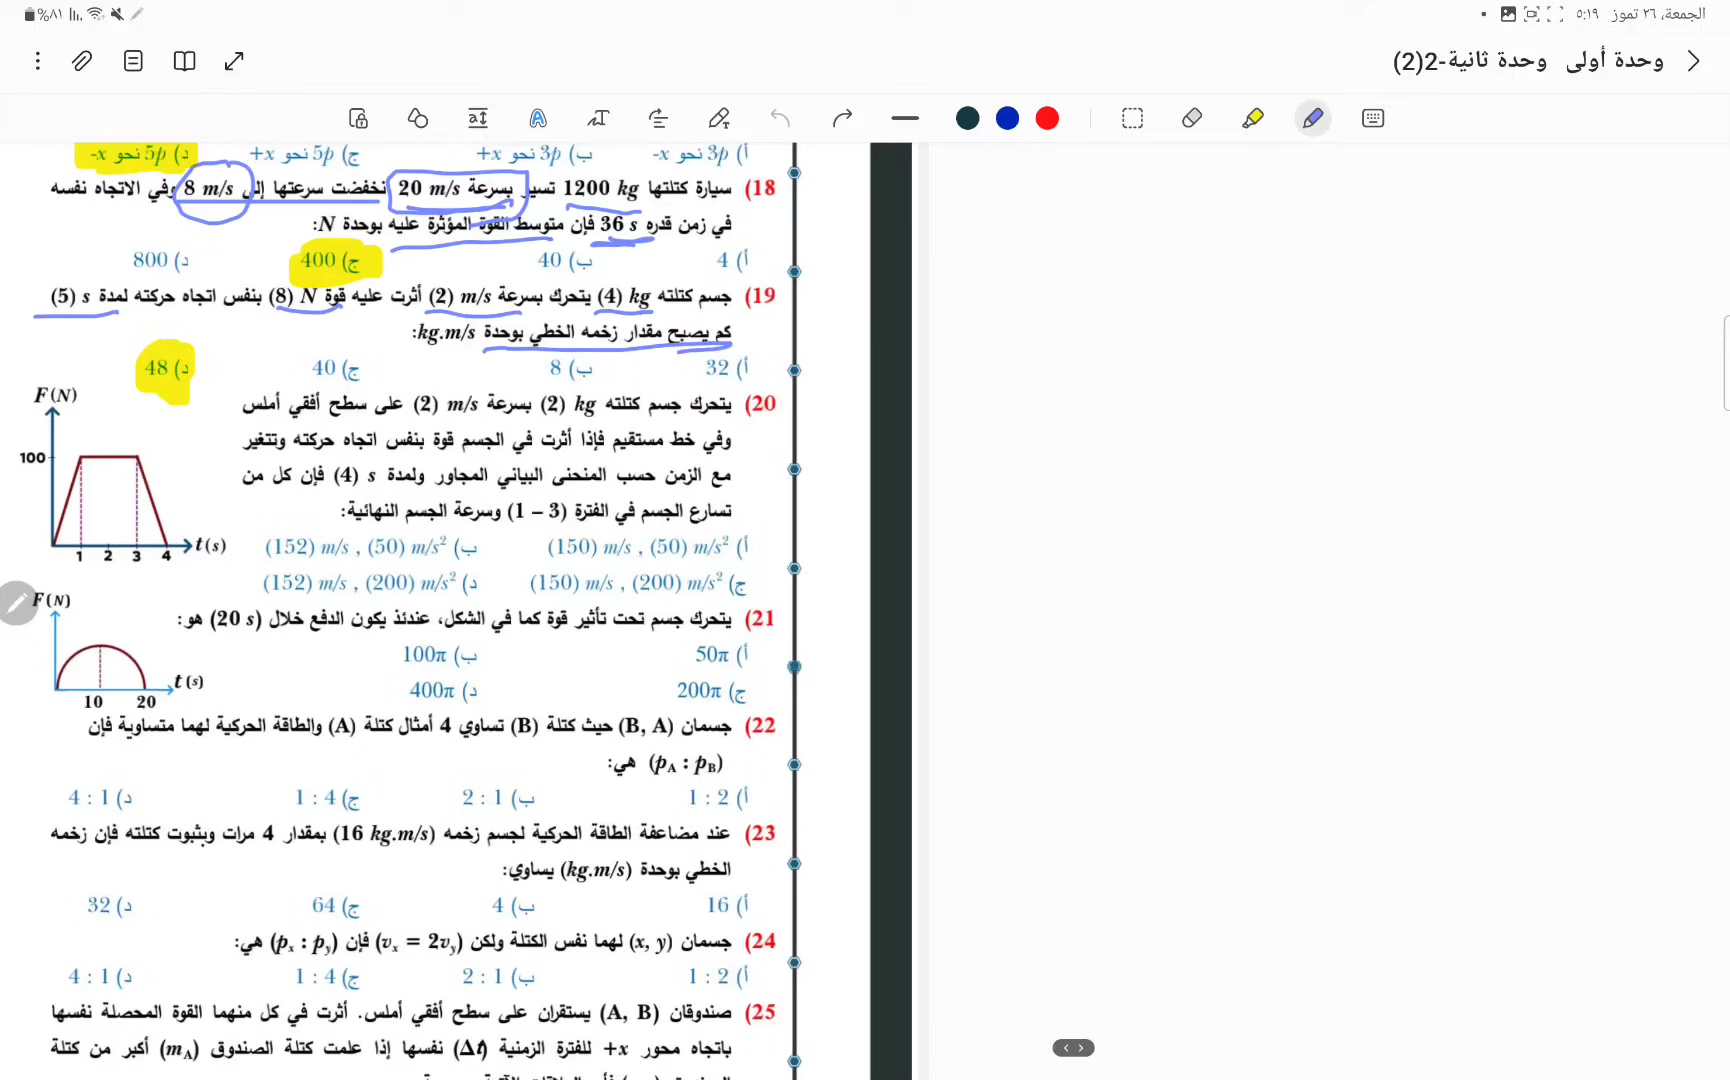 الجمعة، ٢٦ تموز ٥:١٩
%٨١
وحدة أولى وحدة ثانية-2(2)
أ) 3p نحو x- ب) 3p نحو x+ ج) 5p نحو x+ د) 5p نحو x-
18) سيارة كتلتها 1200 kg تسير بسرعة 20 m/s نخفضت سرعتها إلى 8 m/s وفي الاتجاه نفسه
في زمن قدره 36 s فإن متوسط القوة المؤثرة عليه بوحدة N:
أ) 4 ب) 40 ج) 400 د) 800
19) جسم كتلته (4) kg يتحرك بسرعة (2) m/s أثرت عليه قوة (8) N بنفس اتجاه حركته لمدة (5) s
كم يصبح مقدار زخمه الخطي بوحدة kg.m/s:
أ) 32 ب) 8 ج) 40 د) 48
20) يتحرك جسم كتلته (2) kg بسرعة (2) m/s على سطح أفقي أملس
وفي خط مستقيم فإذا أثرت في الجسم قوة بنفس اتجاه حركته وتتغير
مع الزمن حسب المنحنى البياني المجاور ولمدة (4) s فإن كل من
تسارع الجسم في الفترة (1 – 3) وسرعة الجسم النهائية:
أ) (150) m/s , (50) m/s² ب) (152) m/s , (50) m/s²
ج) (150) m/s , (200) m/s² د) (152) m/s , (200) m/s²
F(N)
100
1 2 3 4 t(s)
21) يتحرك جسم تحت تأثير قوة كما في الشكل، عندئذ يكون الدفع خلال (20 s) هو:
أ) 50π ب) 100π
ج) 200π د) 400π
F(N)
t(s)
10 20
22) جسمان (B, A) حيث كتلة (B) تساوي 4 أمثال كتلة (A) والطاقة الحركية لهما متساوية فإن
(pA : pB) هي:
أ) 1 : 2 ب) 2 : 1 ج) 1 : 4 د) 4 : 1
23) عند مضاعفة الطاقة الحركية لجسم زخمه (16 kg.m/s) بمقدار 4 مرات وبثبوت كتلته فإن زخمه
الخطي بوحدة (kg.m/s) يساوي:
أ) 16 ب) 4 ج) 64 د) 32
24) جسمان (x, y) لهما نفس الكتلة ولكن (vx = 2vy) فإن (px : py) هي:
أ) 1 : 2 ب) 2 : 1 ج) 1 : 4 د) 4 : 1
25) صندوقان (A, B) يستقران على سطح أفقي أملس. أثرت في كل منهما القوة المحصلة نفسها
باتجاه محور x+ للفترة الزمنية (Δt) نفسها إذا علمت كتلة الصندوق (mA) أكبر من كتلة